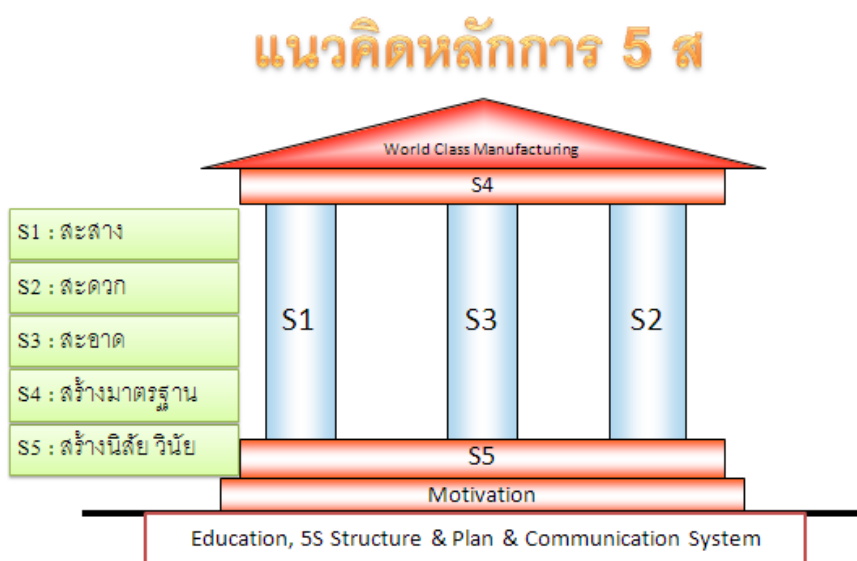 แนวคิดหลักการ 5 ส
World Class Manufacturing
S4
S1 : สะสาง
S2 : สะดวก
S3 : สะอาด
S4 : สร้างมาตรฐาน
S5 : สร้างนิสัย วินัย
S1
S3
S2
S5
Motivation
Education, 5S Structure & Plan & Communication System